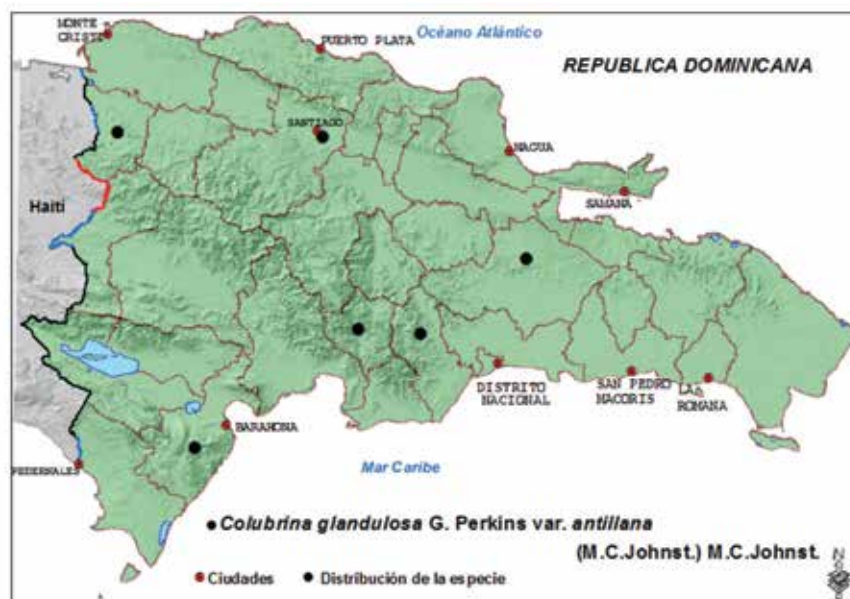 MONTE
CRISTI
PUERTO PLATA
Océano Atlántico
REPUBLICA DOMINICANA
SANTIAGO
NAGUA
SAMANA
Haití
DISTRITO
NACIONAL
SAN PEDRO
MACORIS
LA
ROMANA
BARAHONA
PEDERNALES
Mar Caribe
Colubrina glandulosa G. Perkins var. antillana
(M.C.Johnst.) M.C.Johnst.
Ciudades
Distribución de la especie